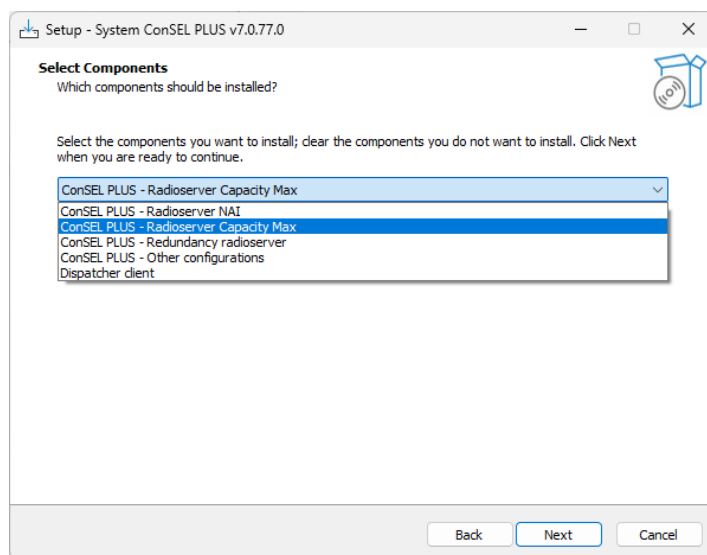 Setup - System ConSEL PLUS v7.0.77.0
Select Components
Which components should be installed?
Select the components you want to install; clear the components you do not want to install. Click Next
when you are ready to continue.
ConSEL PLUS - Radioserver Capacity Max
ConSEL PLUS - Radioserver NAI
ConSEL PLUS - Radioserver Capacity Max
ConSEL PLUS - Redundancy radioserver
ConSEL PLUS - Other configurations
Dispatcher client
Back Next Cancel